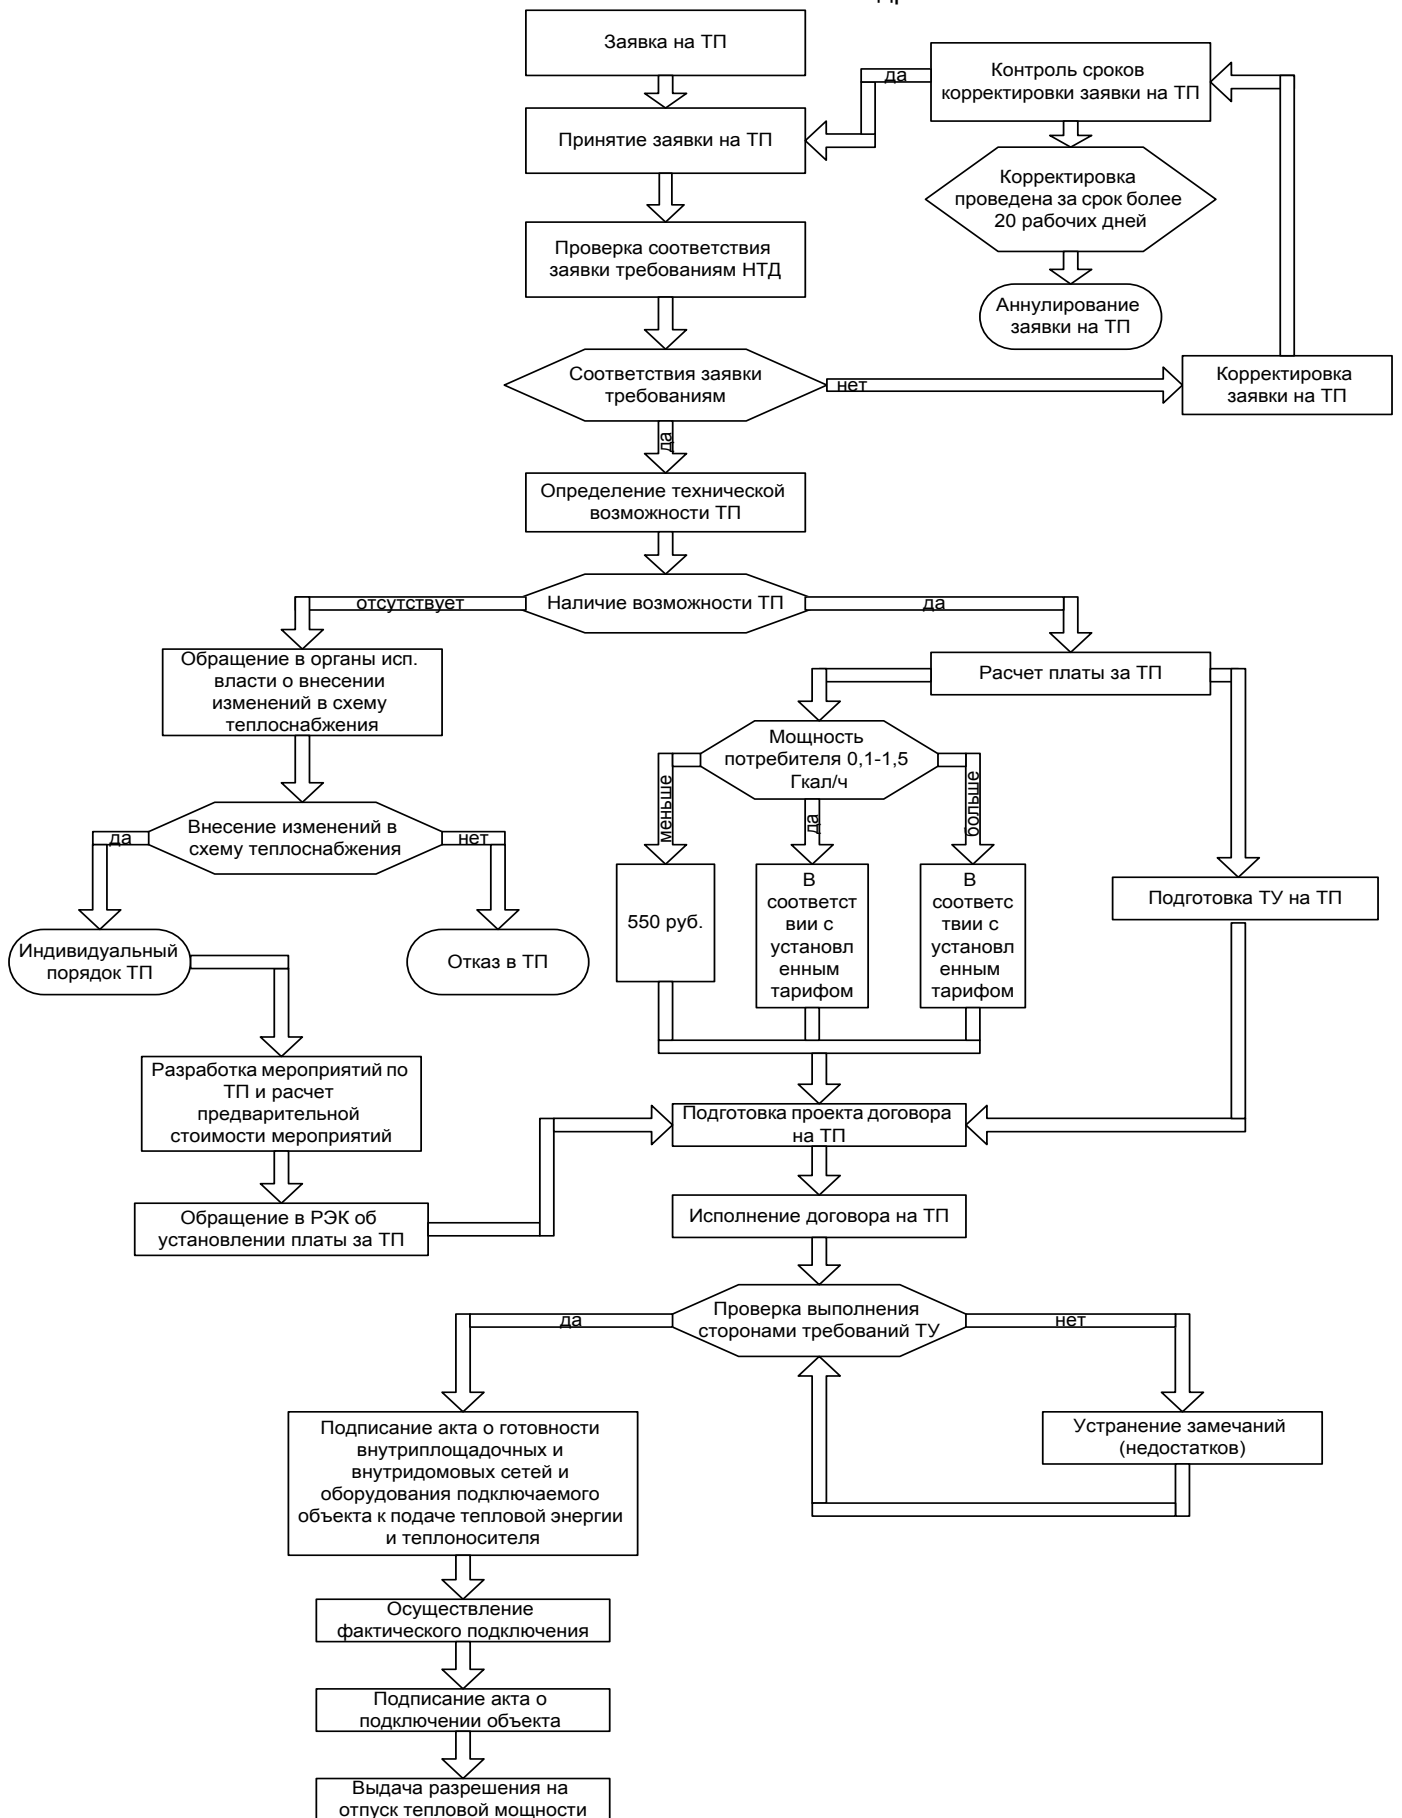 Заявка на ТП
Контроль сроков
корректировки заявки на ТП
да
Принятие заявки на ТП
Корректировка
проведена за срок более
20 рабочих дней
Проверка соответствия
заявки требованиям НТД
Аннулирование
заявки на ТП
Соответствия заявки
требованиям
нет
Корректировка
заявки на ТП
да
Определение технической
возможности ТП
отсутствует
Наличие возможности ТП
да
Обращение в органы исп.
власти о внесении
изменений в схему
теплоснабжения
Расчет платы за ТП
Мощность
потребителя 0,1-1,5
Гкал/ч
меньше
да
больше
Внесение изменений в
схему теплоснабжения
да
нет
550 руб.
В
соответст
вии с
установл
енным
тарифом
В
соответс
твии с
установл
енным
тарифом
Подготовка ТУ на ТП
Индивидуальный
порядок ТП
Отказ в ТП
Разработка мероприятий по
ТП и расчет
предварительной
стоимости мероприятий
Подготовка проекта договора
на ТП
Обращение в РЭК об
установлении платы за ТП
Исполнение договора на ТП
Проверка выполнения
сторонами требований ТУ
да
нет
Подписание акта о готовности
внутриплощадочных и
внутридомовых сетей и
оборудования подключаемого
объекта к подаче тепловой энергии
и теплоносителя
Устранение замечаний
(недостатков)
Осуществление
фактического подключения
Подписание акта о
подключении объекта
Выдача разрешения на
отпуск тепловой мощности